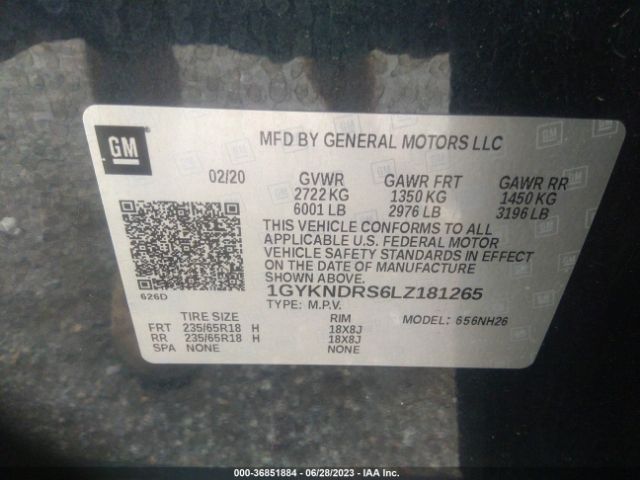 GM
MFD BY GENERAL MOTORS LLC
02/20 GVWR GAWR FRT GAWR RR
2722 KG 1350 KG 1450 KG
6001 LB 2976 LB 3196 LB
THIS VEHICLE CONFORMS TO ALL
APPLICABLE U.S. FEDERAL MOTOR
VEHICLE SAFETY STANDARDS IN EFFECT
ON THE DATE OF MANUFACTURE
SHOWN ABOVE.
626D
1GYKNDRS6LZ181265
TYPE: M.P.V.
MODEL: 656NH26
TIRE SIZE RIM
FRT 235/65R18 H 18X8J
RR 235/65R18 H 18X8J
SPA NONE NONE
000-36851884 / 06/28/2023 - IAA Inc.